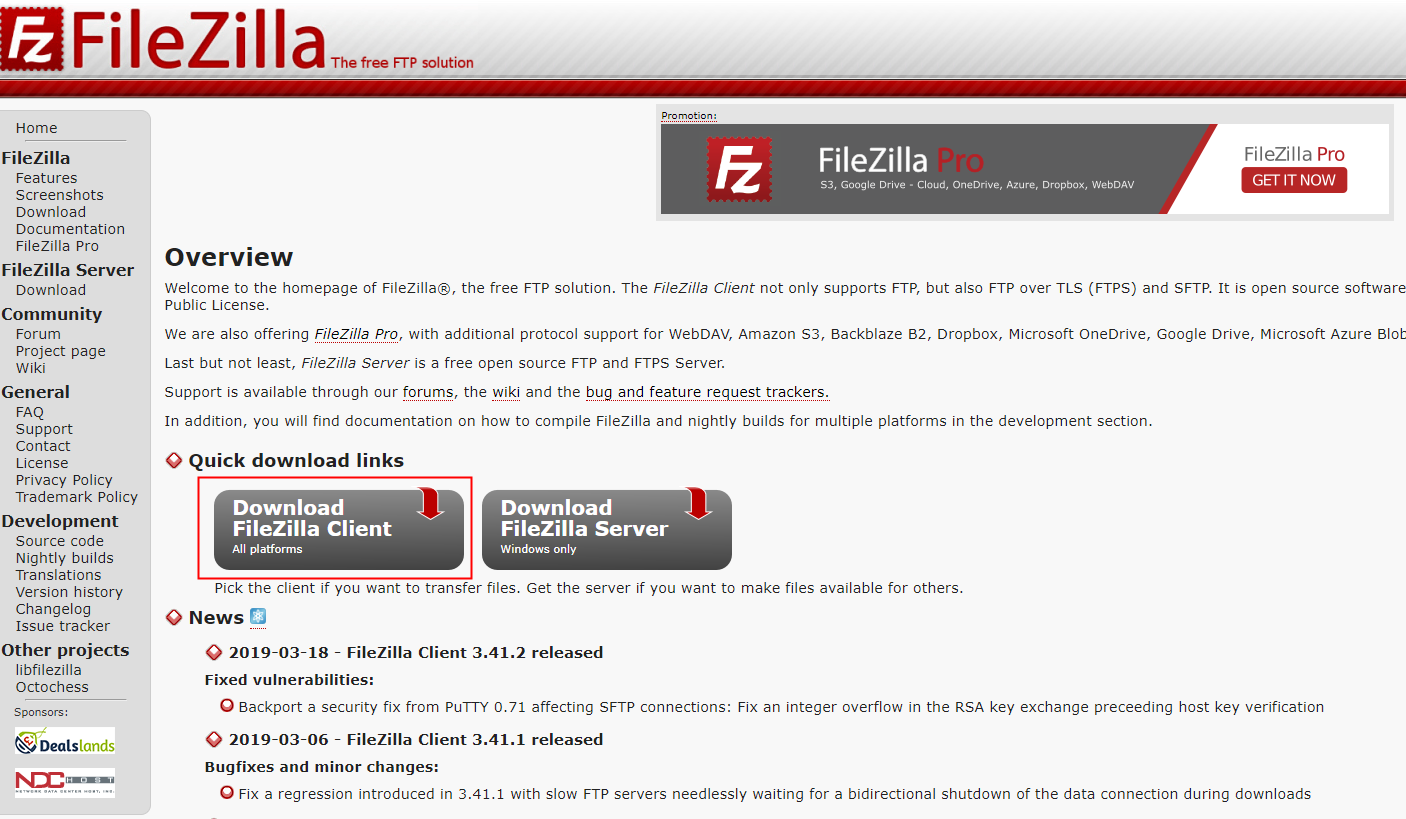 Fz FileZilla The free FTP solution
Home
FileZilla
Features
Screenshots
Download
Documentation
FileZilla Pro
FileZilla Server
Download
Community
Forum
Project page
Wiki
General
FAQ
Support
Contact
License
Privacy Policy
Trademark Policy
Development
Source code
Nightly builds
Translations
Version history
Changelog
Issue tracker
Other projects
libfilezilla
Octochess
Sponsors:
Dealslands
NDC HOST
NETWORK DATA CENTER HOST, INC.
Promotion:
Fz
FileZilla Pro
S3, Google Drive - Cloud, OneDrive, Azure, Dropbox, WebDAV
FileZilla Pro
GET IT NOW
Overview
Welcome to the homepage of FileZilla®, the free FTP solution. The FileZilla Client not only supports FTP, but also FTP over TLS (FTPS) and SFTP. It is open source software
Public License.
We are also offering FileZilla Pro, with additional protocol support for WebDAV, Amazon S3, Backblaze B2, Dropbox, Microsoft OneDrive, Google Drive, Microsoft Azure Blob
Last but not least, FileZilla Server is a free open source FTP and FTPS Server.
Support is available through our forums, the wiki and the bug and feature request trackers.
In addition, you will find documentation on how to compile FileZilla and nightly builds for multiple platforms in the development section.
Quick download links
Download
FileZilla Client
All platforms
Download
FileZilla Server
Windows only
Pick the client if you want to transfer files. Get the server if you want to make files available for others.
News
2019-03-18 - FileZilla Client 3.41.2 released
Fixed vulnerabilities:
Backport a security fix from PuTTY 0.71 affecting SFTP connections: Fix an integer overflow in the RSA key exchange preceeding host key verification
2019-03-06 - FileZilla Client 3.41.1 released
Bugfixes and minor changes:
Fix a regression introduced in 3.41.1 with slow FTP servers needlessly waiting for a bidirectional shutdown of the data connection during downloads